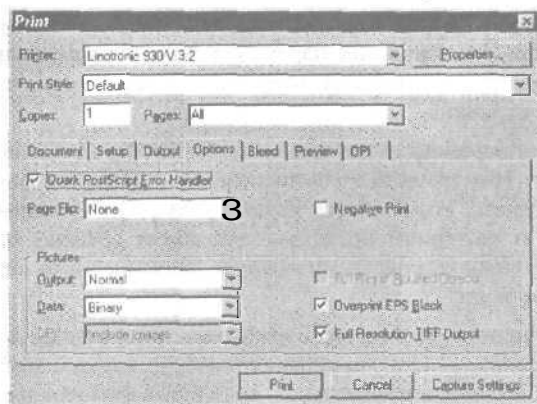 Print
Printer: Linotronic 930 V 3.2 Properties...
Print Style: Default
Copies: 1 Pages: All
Document Setup Output Options Bleed Preview OPI
Quark PostScript Error Handler
Page Flip: None 3 Negative Print
Pictures
Output: Normal
Data: Binary Overprint EPS Black
OPI: Include Images Full Resolution TIFF Output
Print Cancel Capture Settings